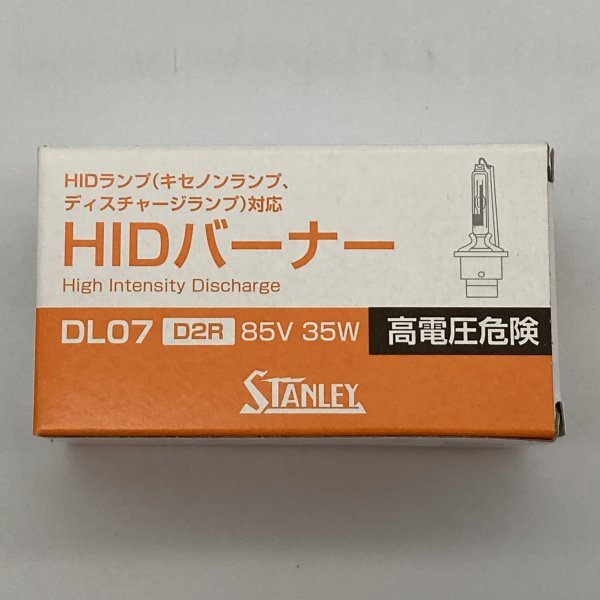 HIDランプ(キセノンランプ、
ディスチャージランプ)対応
HIDバーナー
High Intensity Discharge
DL07 D2R 85V 35W 高電圧危険
STANLEY